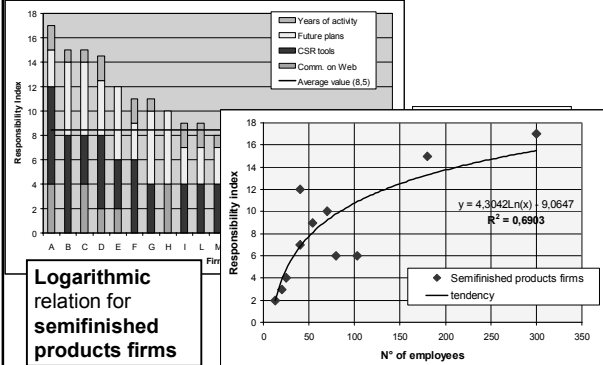 18
16
14
12
10
8
6
4
2
0
Responsibility Index
Years of activity
Future plans
CSR tools
Comm. on Web
Average value (8,5)
A B C D E F G H I L M
Firm
Logarithmic
relation for
semifinished
products firms
18
16
14
12
10
8
6
4
2
0
Responsibility index
y = 4,3042Ln(x) - 9,0647
R² = 0,6903
Semifinished products firms
tendency
0 50 100 150 200 250 300 350
N° of employees